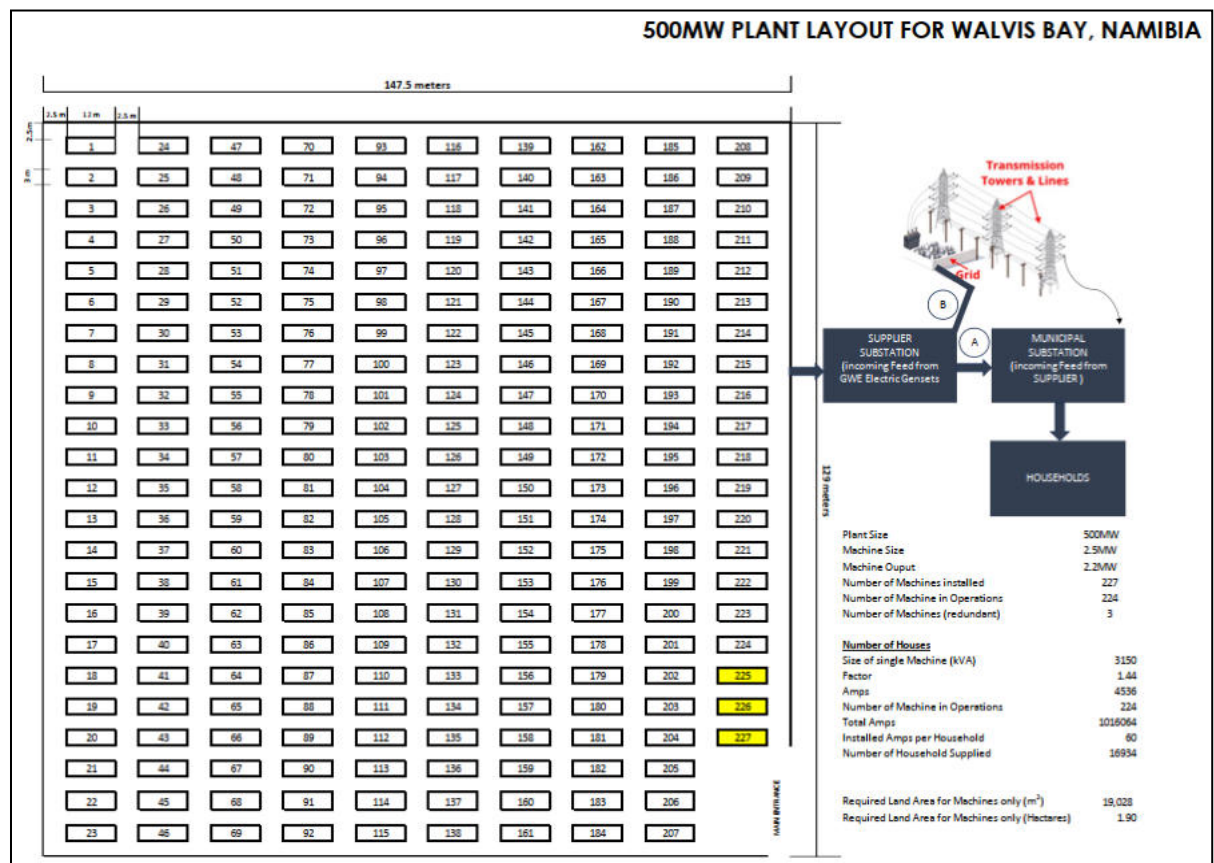 500MW PLANT LAYOUT FOR WALVIS BAY, NAMIBIA
147.5 meters
2.5 m 12 m 2.5 m
2.5m
3 m
1 24 47 70 93 116 139 162 185 208
2 25 48 71 94 117 140 163 186 209
3 26 49 72 95 118 141 164 187 210
4 27 50 73 96 119 142 165 188 211
5 28 51 74 97 120 143 166 189 212
6 29 52 75 98 121 144 167 190 213
7 30 53 76 99 122 145 168 191 214
8 31 54 77 100 123 146 169 192 215
9 32 55 78 101 124 147 170 193 216
10 33 56 79 102 125 148 171 194 217
11 34 57 80 103 126 149 172 195 218
12 35 58 81 104 127 150 173 196 219
13 36 59 82 105 128 151 174 197 220
14 37 60 83 106 129 152 175 198 221
15 38 61 84 107 130 153 176 199 222
16 39 62 85 108 131 154 177 200 223
17 40 63 86 109 132 155 178 201 224
18 41 64 87 110 133 156 179 202 225
19 42 65 88 111 134 157 180 203 226
20 43 66 89 112 135 158 181 204 227
21 44 67 90 113 136 159 182 205
22 45 68 91 114 137 160 183 206
23 46 69 92 115 138 161 184 207
MAIN ENTRANCE
129 meters
Transmission
Towers & Lines
Grid
B
A
SUPPLIER
SUBSTATION
(incoming Feed from
GWE Electric Gensets
MUNICIPAL
SUBSTATION
(incoming Feed from
SUPPLIER )
HOUSEHOLDS
Plant Size 500MW
Machine Size 2.5MW
Machine Ouput 2.2MW
Number of Machines installed 227
Number of Machine in Operations 224
Number of Machines (redundant) 3
Number of Houses
Size of single Machine (kVA) 3150
Factor 1.44
Amps 4536
Number of Machine in Operations 224
Total Amps 1016064
Installed Amps per Household 60
Number of Household Supplied 16934
Required Land Area for Machines only (m²) 19,028
Required Land Area for Machines only (Hactares) 1.90